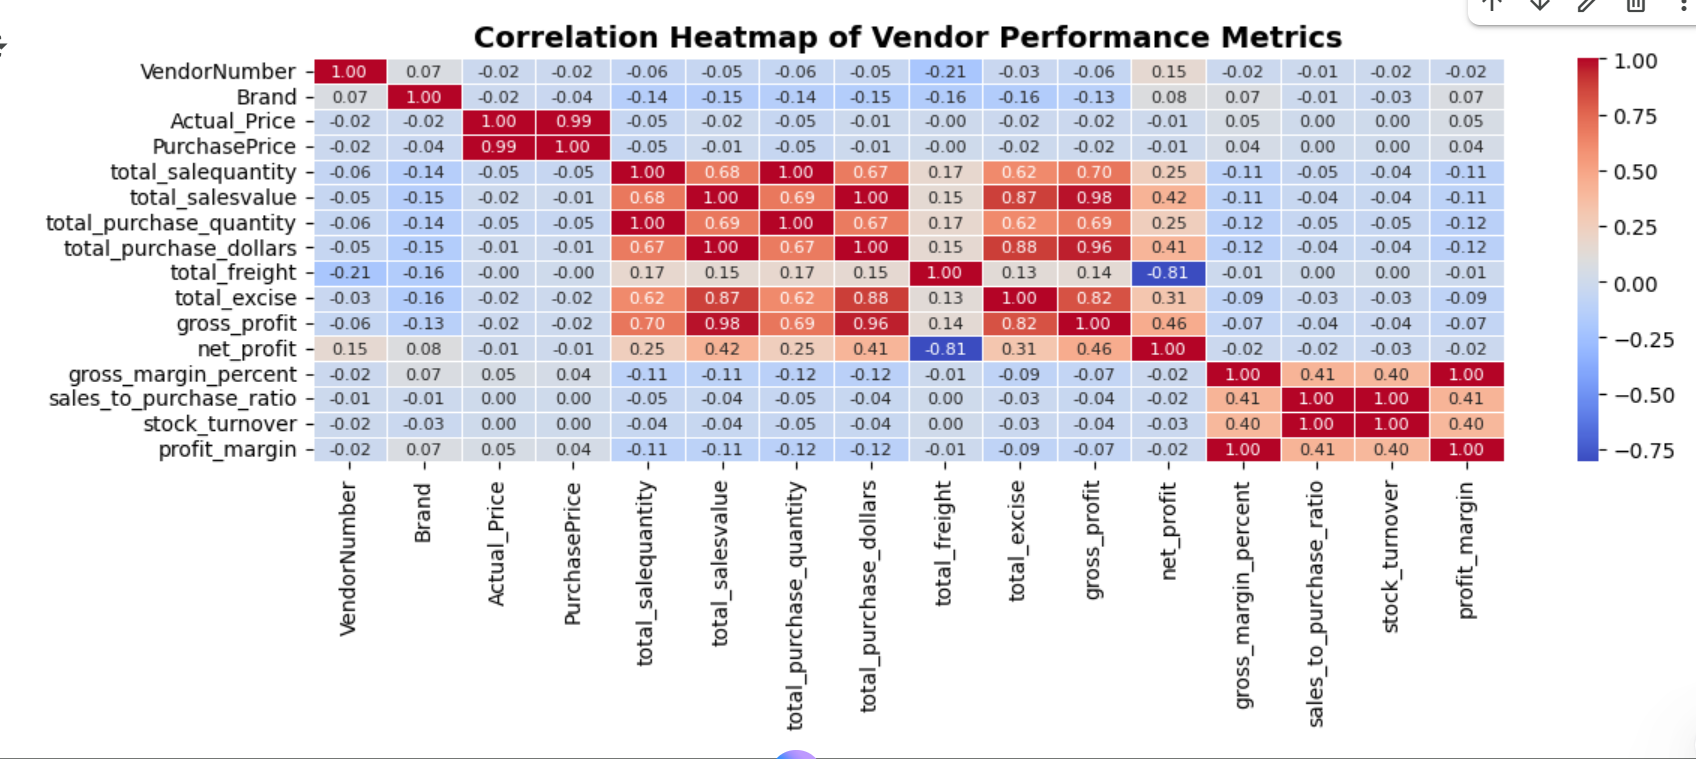 Correlation Heatmap of Vendor Performance Metrics
VendorNumber 1.00 0.07 -0.02 -0.02 -0.06 -0.05 -0.06 -0.05 -0.21 -0.03 -0.06 0.15 -0.02 -0.01 -0.02 -0.02
Brand 0.07 1.00 -0.02 -0.04 -0.14 -0.15 -0.14 -0.15 -0.16 -0.16 -0.13 0.08 0.07 -0.01 -0.03 0.07
Actual_Price -0.02 -0.02 1.00 0.99 -0.05 -0.02 -0.05 -0.01 -0.00 -0.02 -0.02 -0.01 0.05 0.00 0.00 0.05
PurchasePrice -0.02 -0.04 0.99 1.00 -0.05 -0.01 -0.05 -0.01 -0.00 -0.02 -0.02 -0.01 0.04 0.00 0.00 0.04
total_salequantity -0.06 -0.14 -0.05 -0.05 1.00 0.68 1.00 0.67 0.17 0.62 0.70 0.25 -0.11 -0.05 -0.04 -0.11
total_salesvalue -0.05 -0.15 -0.02 -0.01 0.68 1.00 0.69 1.00 0.15 0.87 0.98 0.42 -0.11 -0.04 -0.04 -0.11
total_purchase_quantity -0.06 -0.14 -0.05 -0.05 1.00 0.69 1.00 0.67 0.17 0.62 0.69 0.25 -0.12 -0.05 -0.05 -0.12
total_purchase_dollars -0.05 -0.15 -0.01 -0.01 0.67 1.00 0.67 1.00 0.15 0.88 0.96 0.41 -0.12 -0.04 -0.04 -0.12
total_freight -0.21 -0.16 -0.00 -0.00 0.17 0.15 0.17 0.15 1.00 0.13 0.14 -0.81 -0.01 0.00 0.00 -0.01
total_excise -0.03 -0.16 -0.02 -0.02 0.62 0.87 0.62 0.88 0.13 1.00 0.82 0.31 -0.09 -0.03 -0.03 -0.09
gross_profit -0.06 -0.13 -0.02 -0.02 0.70 0.98 0.69 0.96 0.14 0.82 1.00 0.46 -0.07 -0.04 -0.04 -0.07
net_profit 0.15 0.08 -0.01 -0.01 0.25 0.42 0.25 0.41 -0.81 0.31 0.46 1.00 -0.02 -0.02 -0.03 -0.02
gross_margin_percent -0.02 0.07 0.05 0.04 -0.11 -0.11 -0.12 -0.12 -0.01 -0.09 -0.07 -0.02 1.00 0.41 0.40 1.00
sales_to_purchase_ratio -0.01 -0.01 0.00 0.00 -0.05 -0.04 -0.05 -0.04 0.00 -0.03 -0.04 -0.02 0.41 1.00 1.00 0.41
stock_turnover -0.02 -0.03 0.00 0.00 -0.04 -0.04 -0.05 -0.04 0.00 -0.03 -0.04 -0.03 0.40 1.00 1.00 0.40
profit_margin -0.02 0.07 0.05 0.04 -0.11 -0.11 -0.12 -0.12 -0.01 -0.09 -0.07 -0.02 1.00 0.41 0.40 1.00
VendorNumber
Brand
Actual_Price
PurchasePrice
total_salequantity
total_salesvalue
total_purchase_quantity
total_purchase_dollars
total_freight
total_excise
gross_profit
net_profit
gross_margin_percent
sales_to_purchase_ratio
stock_turnover
profit_margin
1.00
0.75
0.50
0.25
0.00
−0.25
−0.50
−0.75